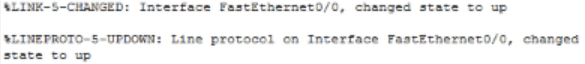 %LINK-5-CHANGED: Interface FastEthernet0/0, changed state to up
%LINEPROTO-5-UPDOWN: Line protocol on Interface FastEthernet0/0, changed
state to up